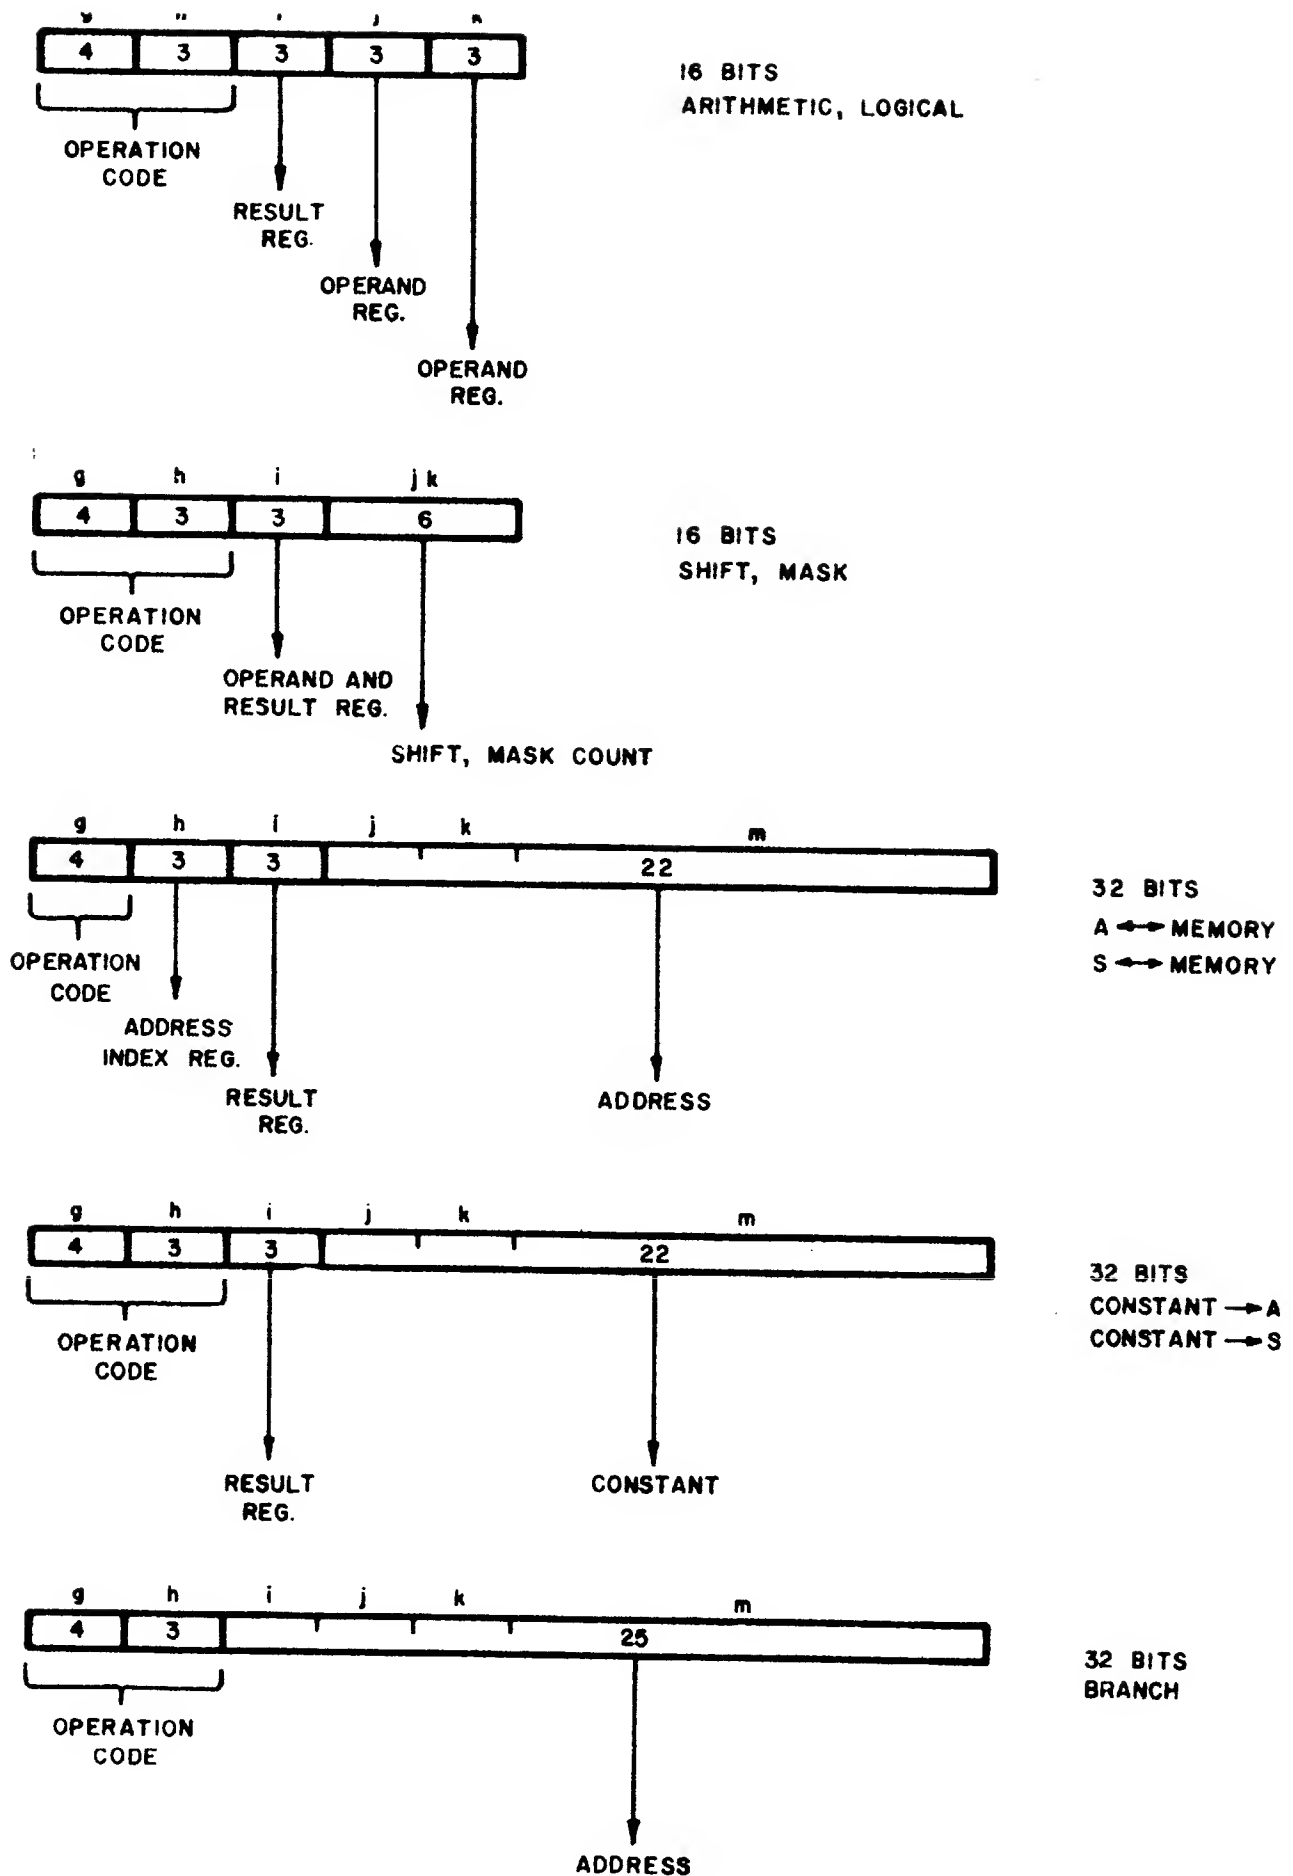 g h i j k
4 3 3 3 3
16 BITS
ARITHMETIC, LOGICAL
OPERATION
CODE
RESULT
REG.
OPERAND
REG.
OPERAND
REG.
g h i jk
4 3 3 6
16 BITS
SHIFT, MASK
OPERATION
CODE
OPERAND AND
RESULT REG.
SHIFT, MASK COUNT
g h i j k m
4 3 3 22
32 BITS
A ↔ MEMORY
S ↔ MEMORY
OPERATION
CODE
ADDRESS
INDEX REG.
RESULT
REG.
ADDRESS
g h i j k m
4 3 3 22
32 BITS
CONSTANT → A
CONSTANT → S
OPERATION
CODE
RESULT
REG.
CONSTANT
g h i j k m
4 3 25
32 BITS
BRANCH
OPERATION
CODE
ADDRESS